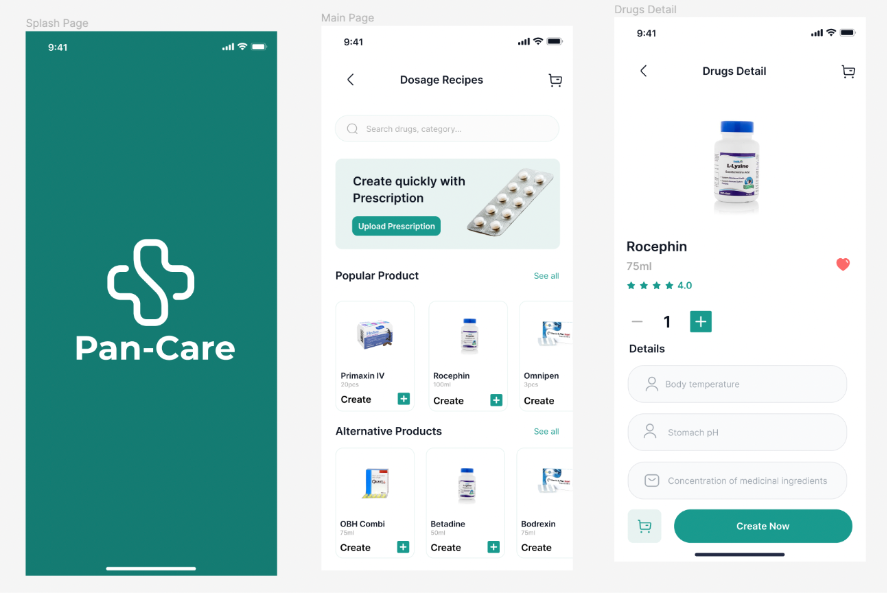 Splash Page
9:41
Pan-Care
Main Page
9:41
Dosage Recipes
Search drugs, category...
Create quickly with
Prescription
Upload Prescription
Popular Product
See all
Primaxin IV
20pcs
Create
Rocephin
100ml
Create
Omnipen
3pcs
Create
Alternative Products
See all
OBH Combi
75ml
Create
Betadine
50ml
Create
Bodrexin
75ml
Create
Drugs Detail
9:41
Drugs Detail
L-Lysine
Rocephin
75ml
4.0
1
Details
Body temperature
Stomach pH
Concentration of medicinal ingredients
Create Now